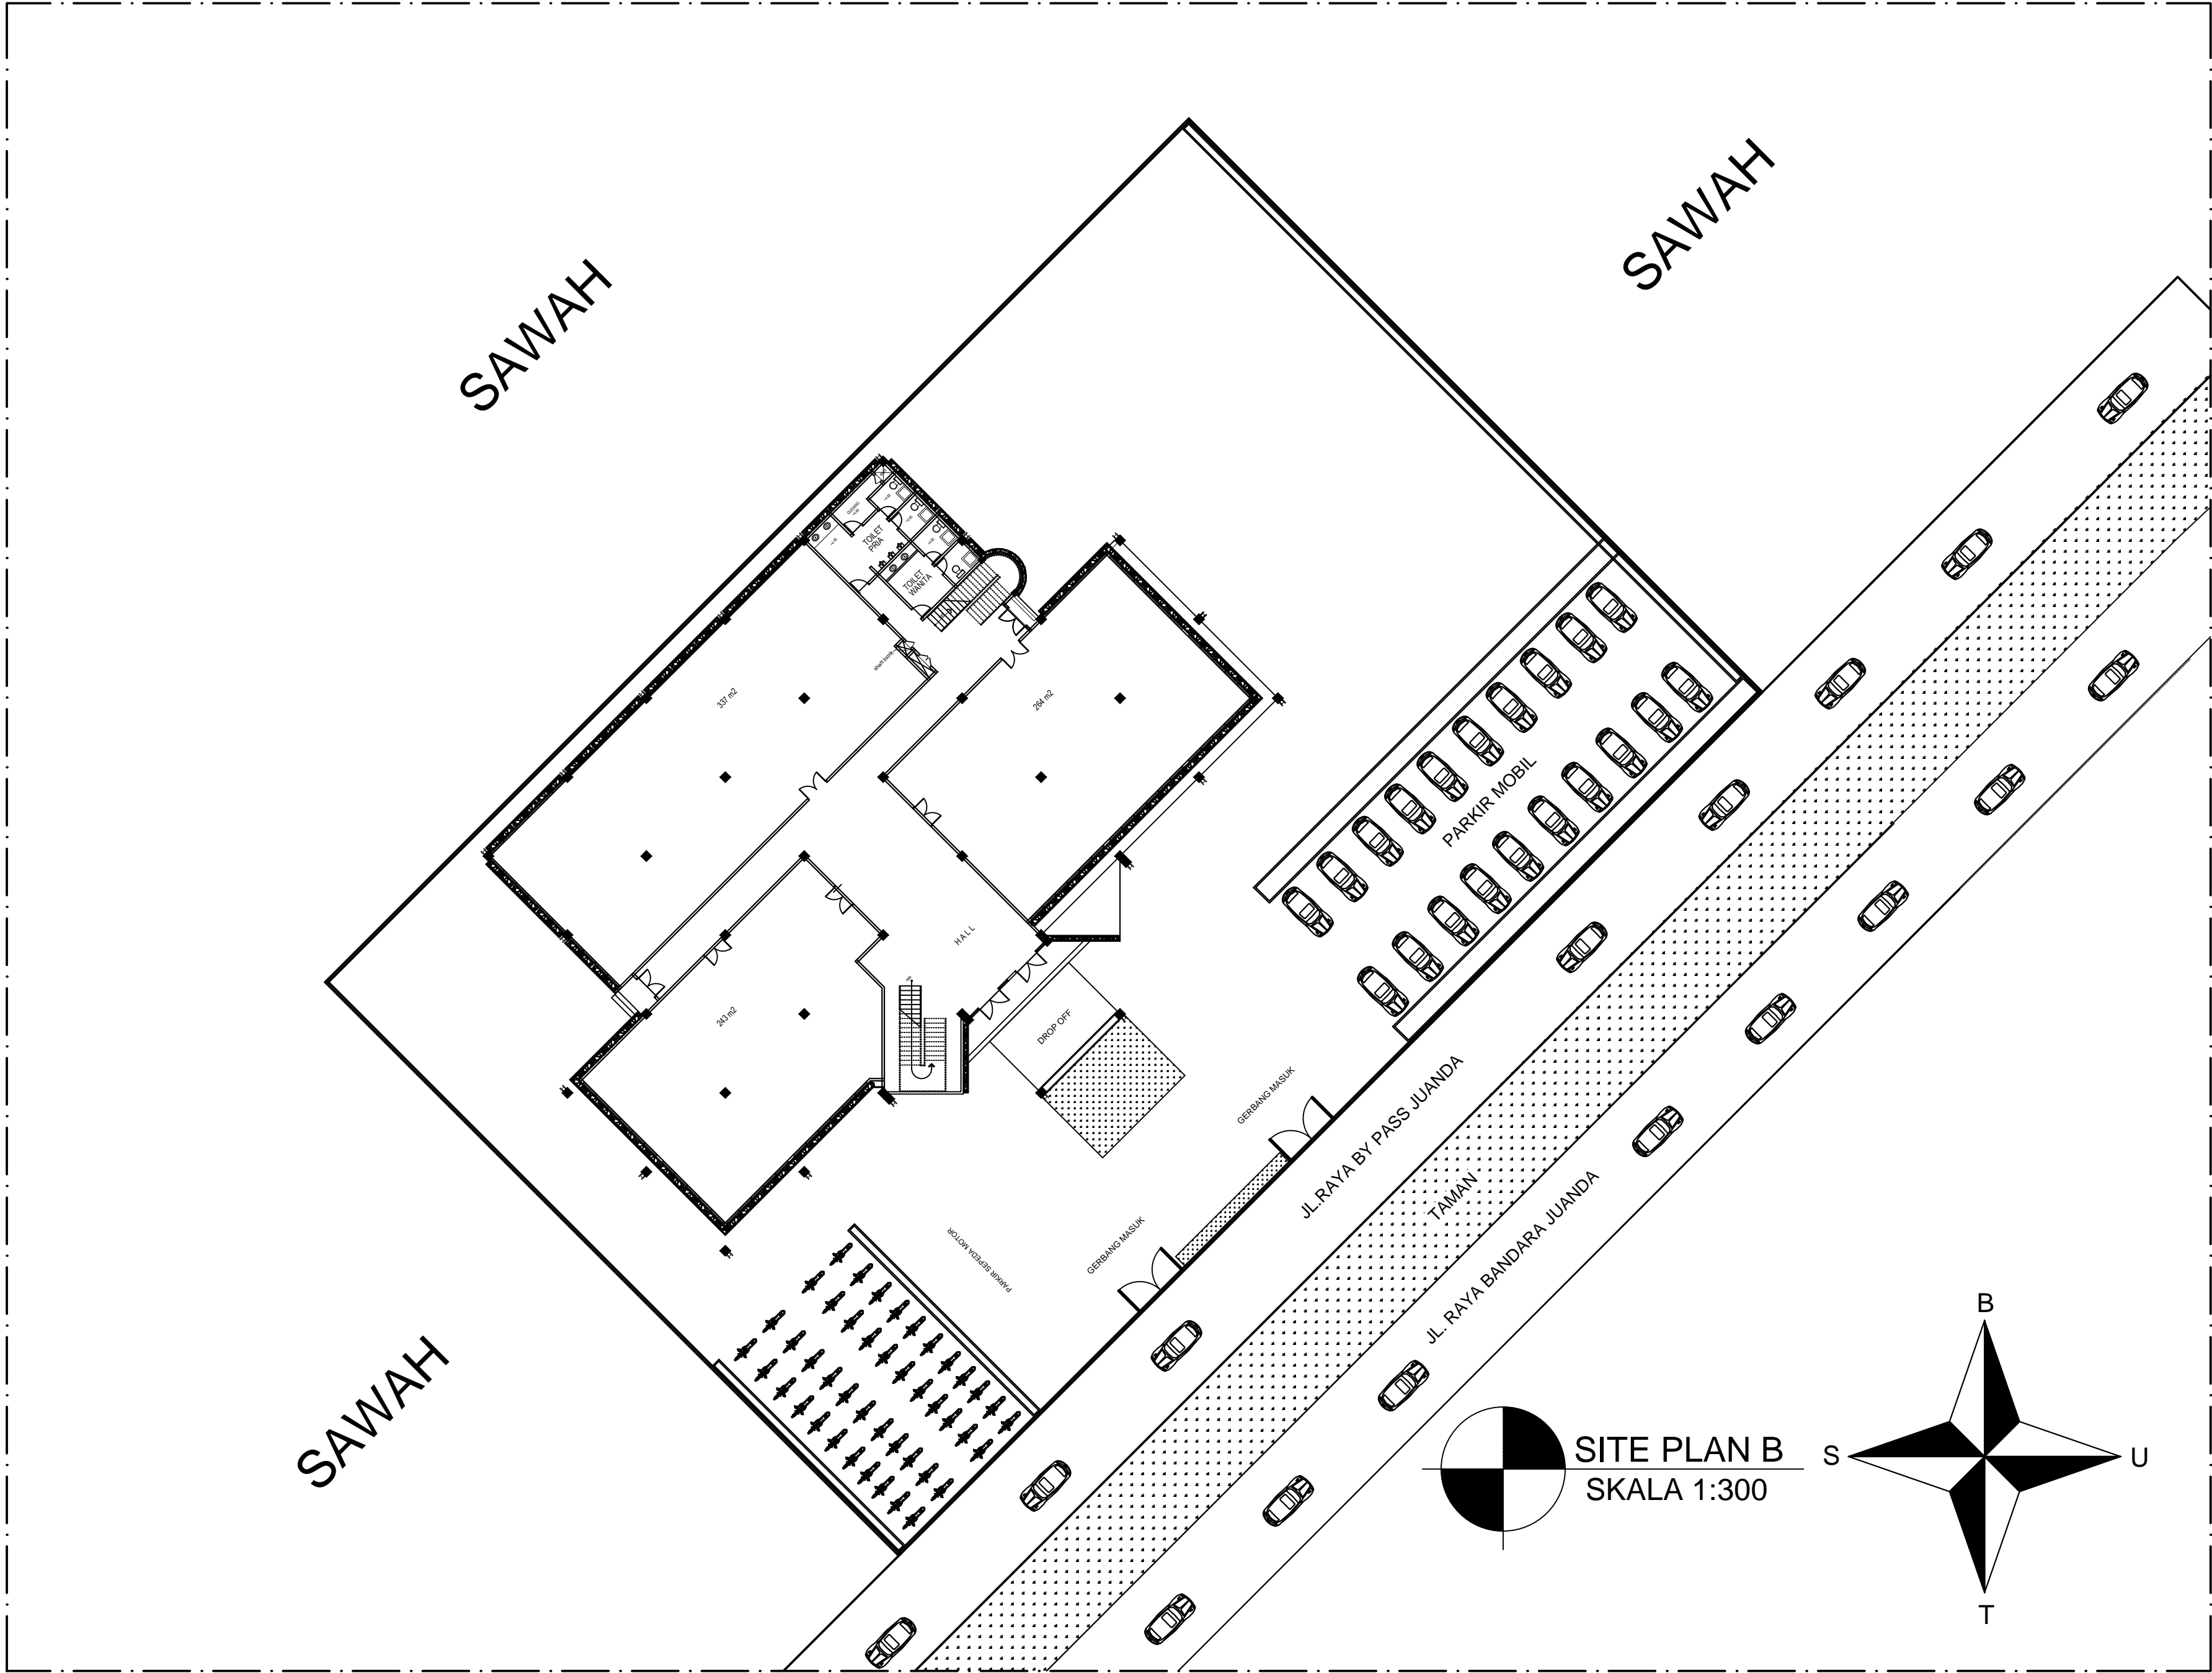 SAWAH
SAWAH
GUDANG
TOILET
PRIA
TOILET
WANITA
337 m2
264 m2
PARKIR MOBIL
HALL
243 m2
DROP OFF
GERBANG MASUK
JL.RAYA BY PASS JUANDA
TAMAN
JL. RAYA BANDARA JUANDA
GERBANG MASUK
PARKIR SEPEDA MOTOR
SAWAH
B
S
U
T
SITE PLAN B
SKALA 1:300